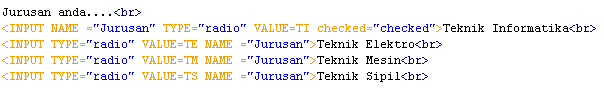 Jurusan anda....<br>
<INPUT NAME ="Jurusan" TYPE="radio" VALUE=TI checked="checked">Teknik Informatika<br>
<INPUT TYPE="radio" VALUE=TE NAME ="Jurusan">Teknik Elektro<br>
<INPUT TYPE="radio" VALUE=TM NAME ="Jurusan">Teknik Mesin<br>
<INPUT TYPE="radio" VALUE=TS NAME ="Jurusan">Teknik Sipil<br>